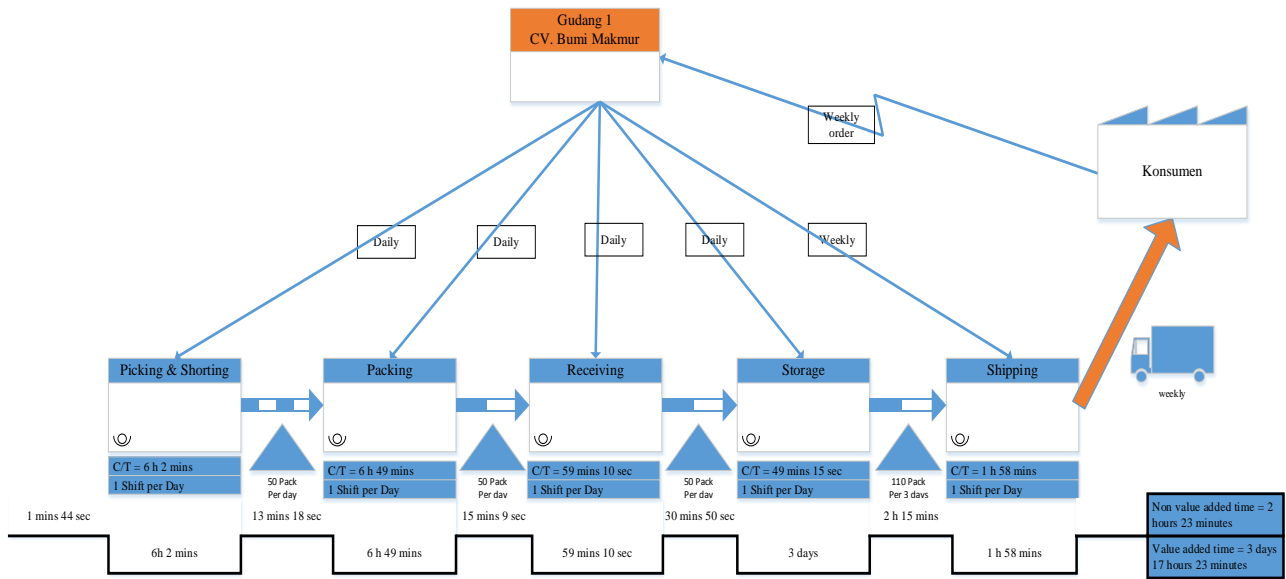 Gudang 1
CV. Bumi Makmur
Weekly
order
Konsumen
Daily
Daily
Daily
Daily
Weekly
Picking & Shorting
Packing
Receiving
Storage
Shipping
weekly
C/T = 6 h 2 mins
1 Shift per Day
50 Pack
Per day
C/T = 6 h 49 mins
1 Shift per Day
50 Pack
Per day
C/T = 59 mins 10 sec
1 Shift per Day
50 Pack
Per day
C/T = 49 mins 15 sec
1 Shift per Day
110 Pack
Per 3 days
C/T = 1 h 58 mins
1 Shift per Day
1 mins 44 sec
13 mins 18 sec
15 mins 9 sec
30 mins 50 sec
2 h 15 mins
Non value added time = 2
hours 23 minutes
6h 2 mins
6 h 49 mins
59 mins 10 sec
3 days
1 h 58 mins
Value added time = 3 days
17 hours 23 minutes